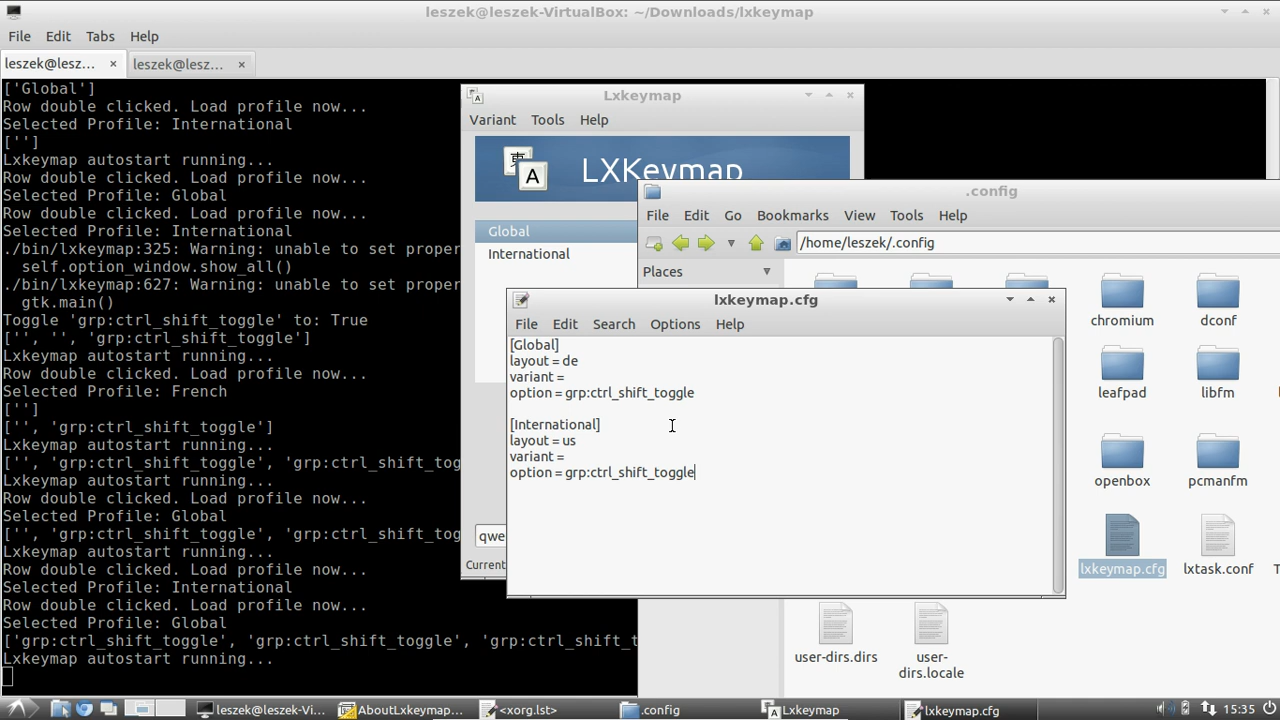 leszek@leszek-VirtualBox: ~/Downloads/lxkeymap
File Edit Tabs Help
leszek@lesz... × leszek@lesz... ×
['Global']
Row double clicked. Load profile now...
Selected Profile: International
['']
Lxkeymap autostart running...
Row double clicked. Load profile now...
Selected Profile: Global
Row double clicked. Load profile now...
Selected Profile: International
./bin/lxkeymap:325: Warning: unable to set proper
self.option_window.show_all()
./bin/lxkeymap:627: Warning: unable to set proper
gtk.main()
Toggle 'grp:ctrl_shift_toggle' to: True
['', '', 'grp:ctrl_shift_toggle']
Lxkeymap autostart running...
Row double clicked. Load profile now...
Selected Profile: French
['']
['', 'grp:ctrl_shift_toggle']
Lxkeymap autostart running...
['', 'grp:ctrl_shift_toggle', 'grp:ctrl_shift_tog
Lxkeymap autostart running...
Row double clicked. Load profile now...
Selected Profile: Global
['', 'grp:ctrl_shift_toggle', 'grp:ctrl_shift_tog
Lxkeymap autostart running...
Row double clicked. Load profile now...
Selected Profile: International
Row double clicked. Load profile now...
Selected Profile: Global
['grp:ctrl_shift_toggle', 'grp:ctrl_shift_toggle', 'grp:ctrl_shift_t
Lxkeymap autostart running...
Lxkeymap
Variant Tools Help
東 A LXKeymap
Global
International
qwe
Current
.config
File Edit Go Bookmarks View Tools Help
/home/leszek/.config
Places
chromium dconf
leafpad libfm
openbox pcmanfm
lxkeymap.cfg lxtask.conf
user-dirs.dirs user-dirs.locale
lxkeymap.cfg
File Edit Search Options Help
[Global]
layout = de
variant =
option = grp:ctrl_shift_toggle
[International]
layout = us
variant =
option = grp:ctrl_shift_toggle
leszek@leszek-Vi... AboutLxkeymap... <xorg.lst> .config Lxkeymap lxkeymap.cfg 15:35